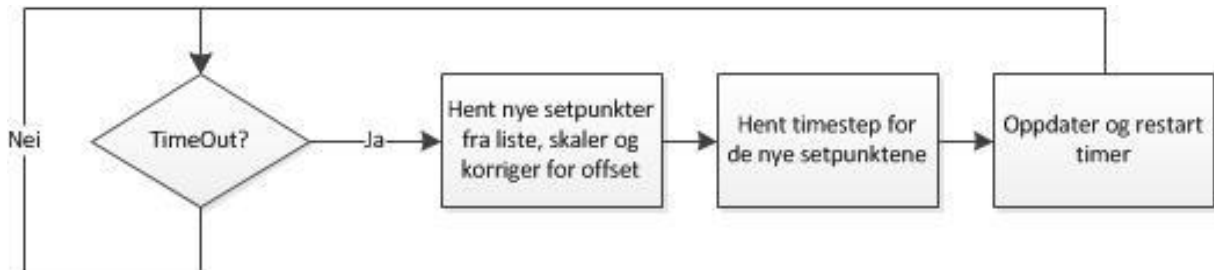 Nei
TimeOut?
Ja
Hent nye setpunkter
fra liste, skaler og
korriger for offset
Hent timestep for
de nye setpunktene
Oppdater og restart
timer